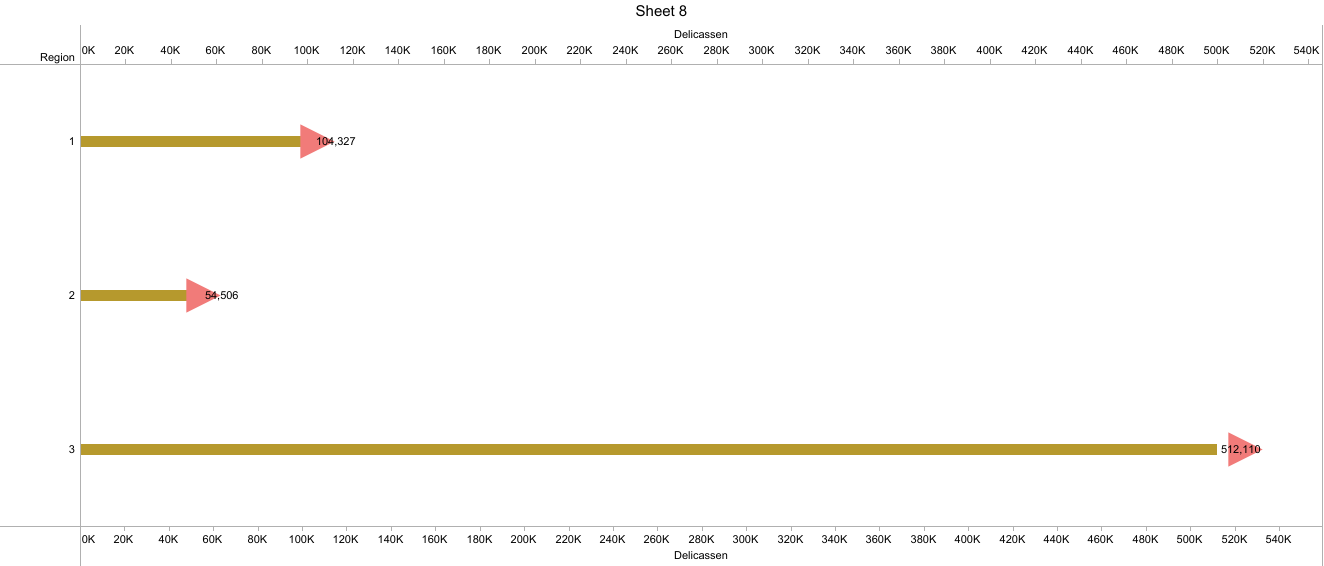 Sheet 8
Delicassen
Region 0K 20K 40K 60K 80K 100K 120K 140K 160K 180K 200K 220K 240K 260K 280K 300K 320K 340K 360K 380K 400K 420K 440K 460K 480K 500K 520K 540K
1 104,327
2 54,506
3 512,110
0K 20K 40K 60K 80K 100K 120K 140K 160K 180K 200K 220K 240K 260K 280K 300K 320K 340K 360K 380K 400K 420K 440K 460K 480K 500K 520K 540K
Delicassen